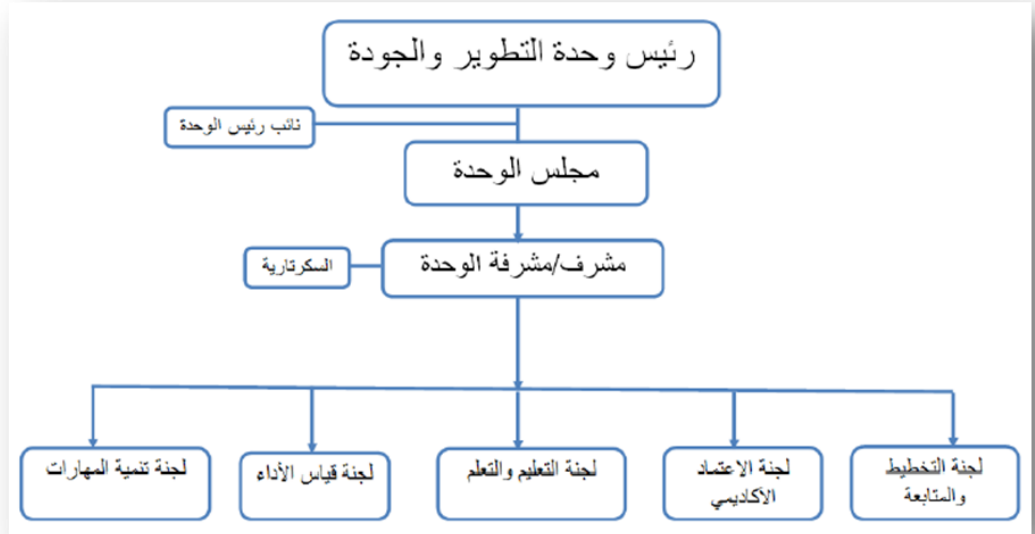 رئيس وحدة التطوير والجودة
نائب رئيس الوحدة
مجلس الوحدة
مشرف/مشرفة الوحدة
السكرتارية
لجنة التخطيط
والمتابعة
لجنة الاعتماد
الأكاديمي
لجنة التعليم والتعلم
لجنة قياس الأداء
لجنة تنمية المهارات